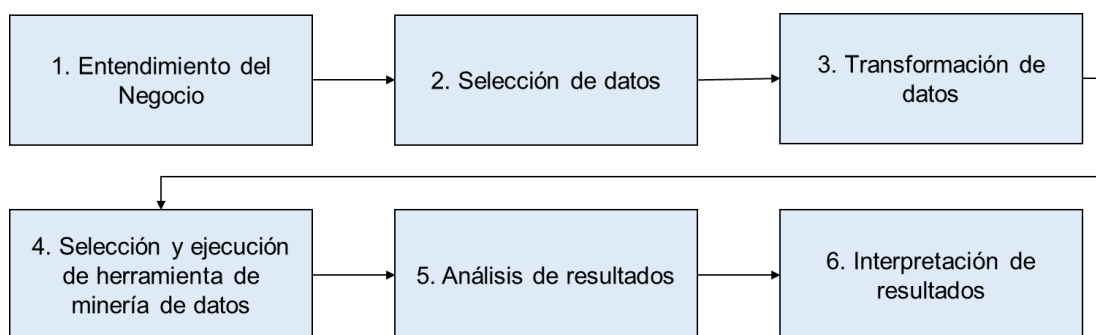 1. Entendimiento del
Negocio
2. Selección de datos
3. Transformación de
datos
4. Selección y ejecución
de herramienta de
minería de datos
5. Análisis de resultados
6. Interpretación de
resultados